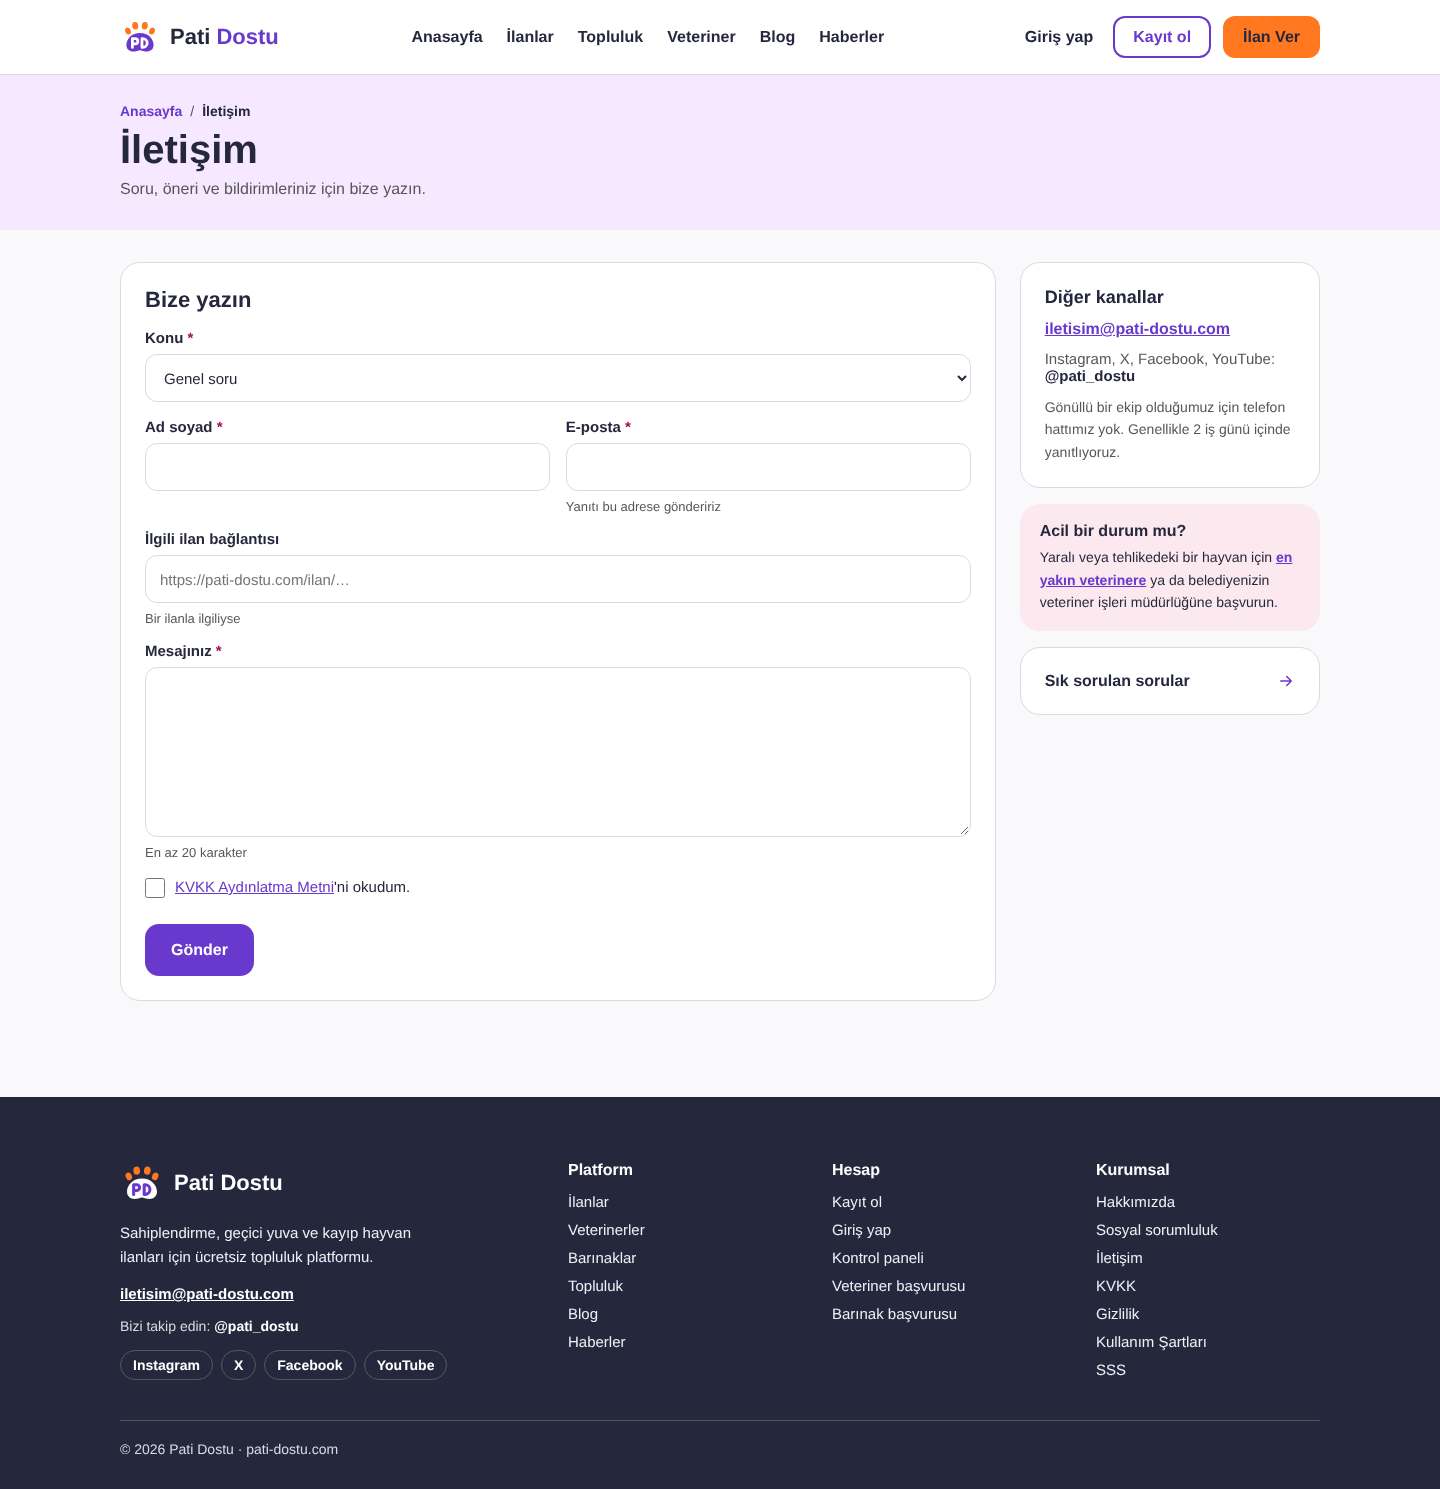 PD Pati Dostu
Anasayfa İlanlar Topluluk Veteriner Blog Haberler
Giriş yap Kayıt ol İlan Ver
Anasayfa / İletişim
İletişim
Soru, öneri ve bildirimleriniz için bize yazın.
Bize yazın
Konu *
Genel soru
Ad soyad *
E-posta *
Yanıtı bu adrese göndeririz
İlgili ilan bağlantısı
https://pati-dostu.com/ilan/…
Bir ilanla ilgiliyse
Mesajınız *
En az 20 karakter
KVKK Aydınlatma Metni'ni okudum.
Gönder
Diğer kanallar
iletisim@pati-dostu.com
Instagram, X, Facebook, YouTube:
@pati_dostu
Gönüllü bir ekip olduğumuz için telefon
hattımız yok. Genellikle 2 iş günü içinde
yanıtlıyoruz.
Acil bir durum mu?
Yaralı veya tehlikedeki bir hayvan için en
yakın veterinere ya da belediyenizin
veteriner işleri müdürlüğüne başvurun.
Sık sorulan sorular →
PD Pati Dostu
Sahiplendirme, geçici yuva ve kayıp hayvan
ilanları için ücretsiz topluluk platformu.
iletisim@pati-dostu.com
Bizi takip edin: @pati_dostu
Instagram X Facebook YouTube
Platform
İlanlar
Veterinerler
Barınaklar
Topluluk
Blog
Haberler
Hesap
Kayıt ol
Giriş yap
Kontrol paneli
Veteriner başvurusu
Barınak başvurusu
Kurumsal
Hakkımızda
Sosyal sorumluluk
İletişim
KVKK
Gizlilik
Kullanım Şartları
SSS
© 2026 Pati Dostu · pati-dostu.com